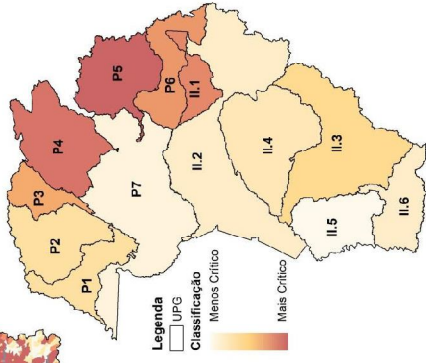 P5
P4
P6
II.1
P3
P7
II.2
II.4
II.3
P2
P1
II.5
II.6
Legenda
UPG
Classificação
Menos Crítico
Mais Crítico